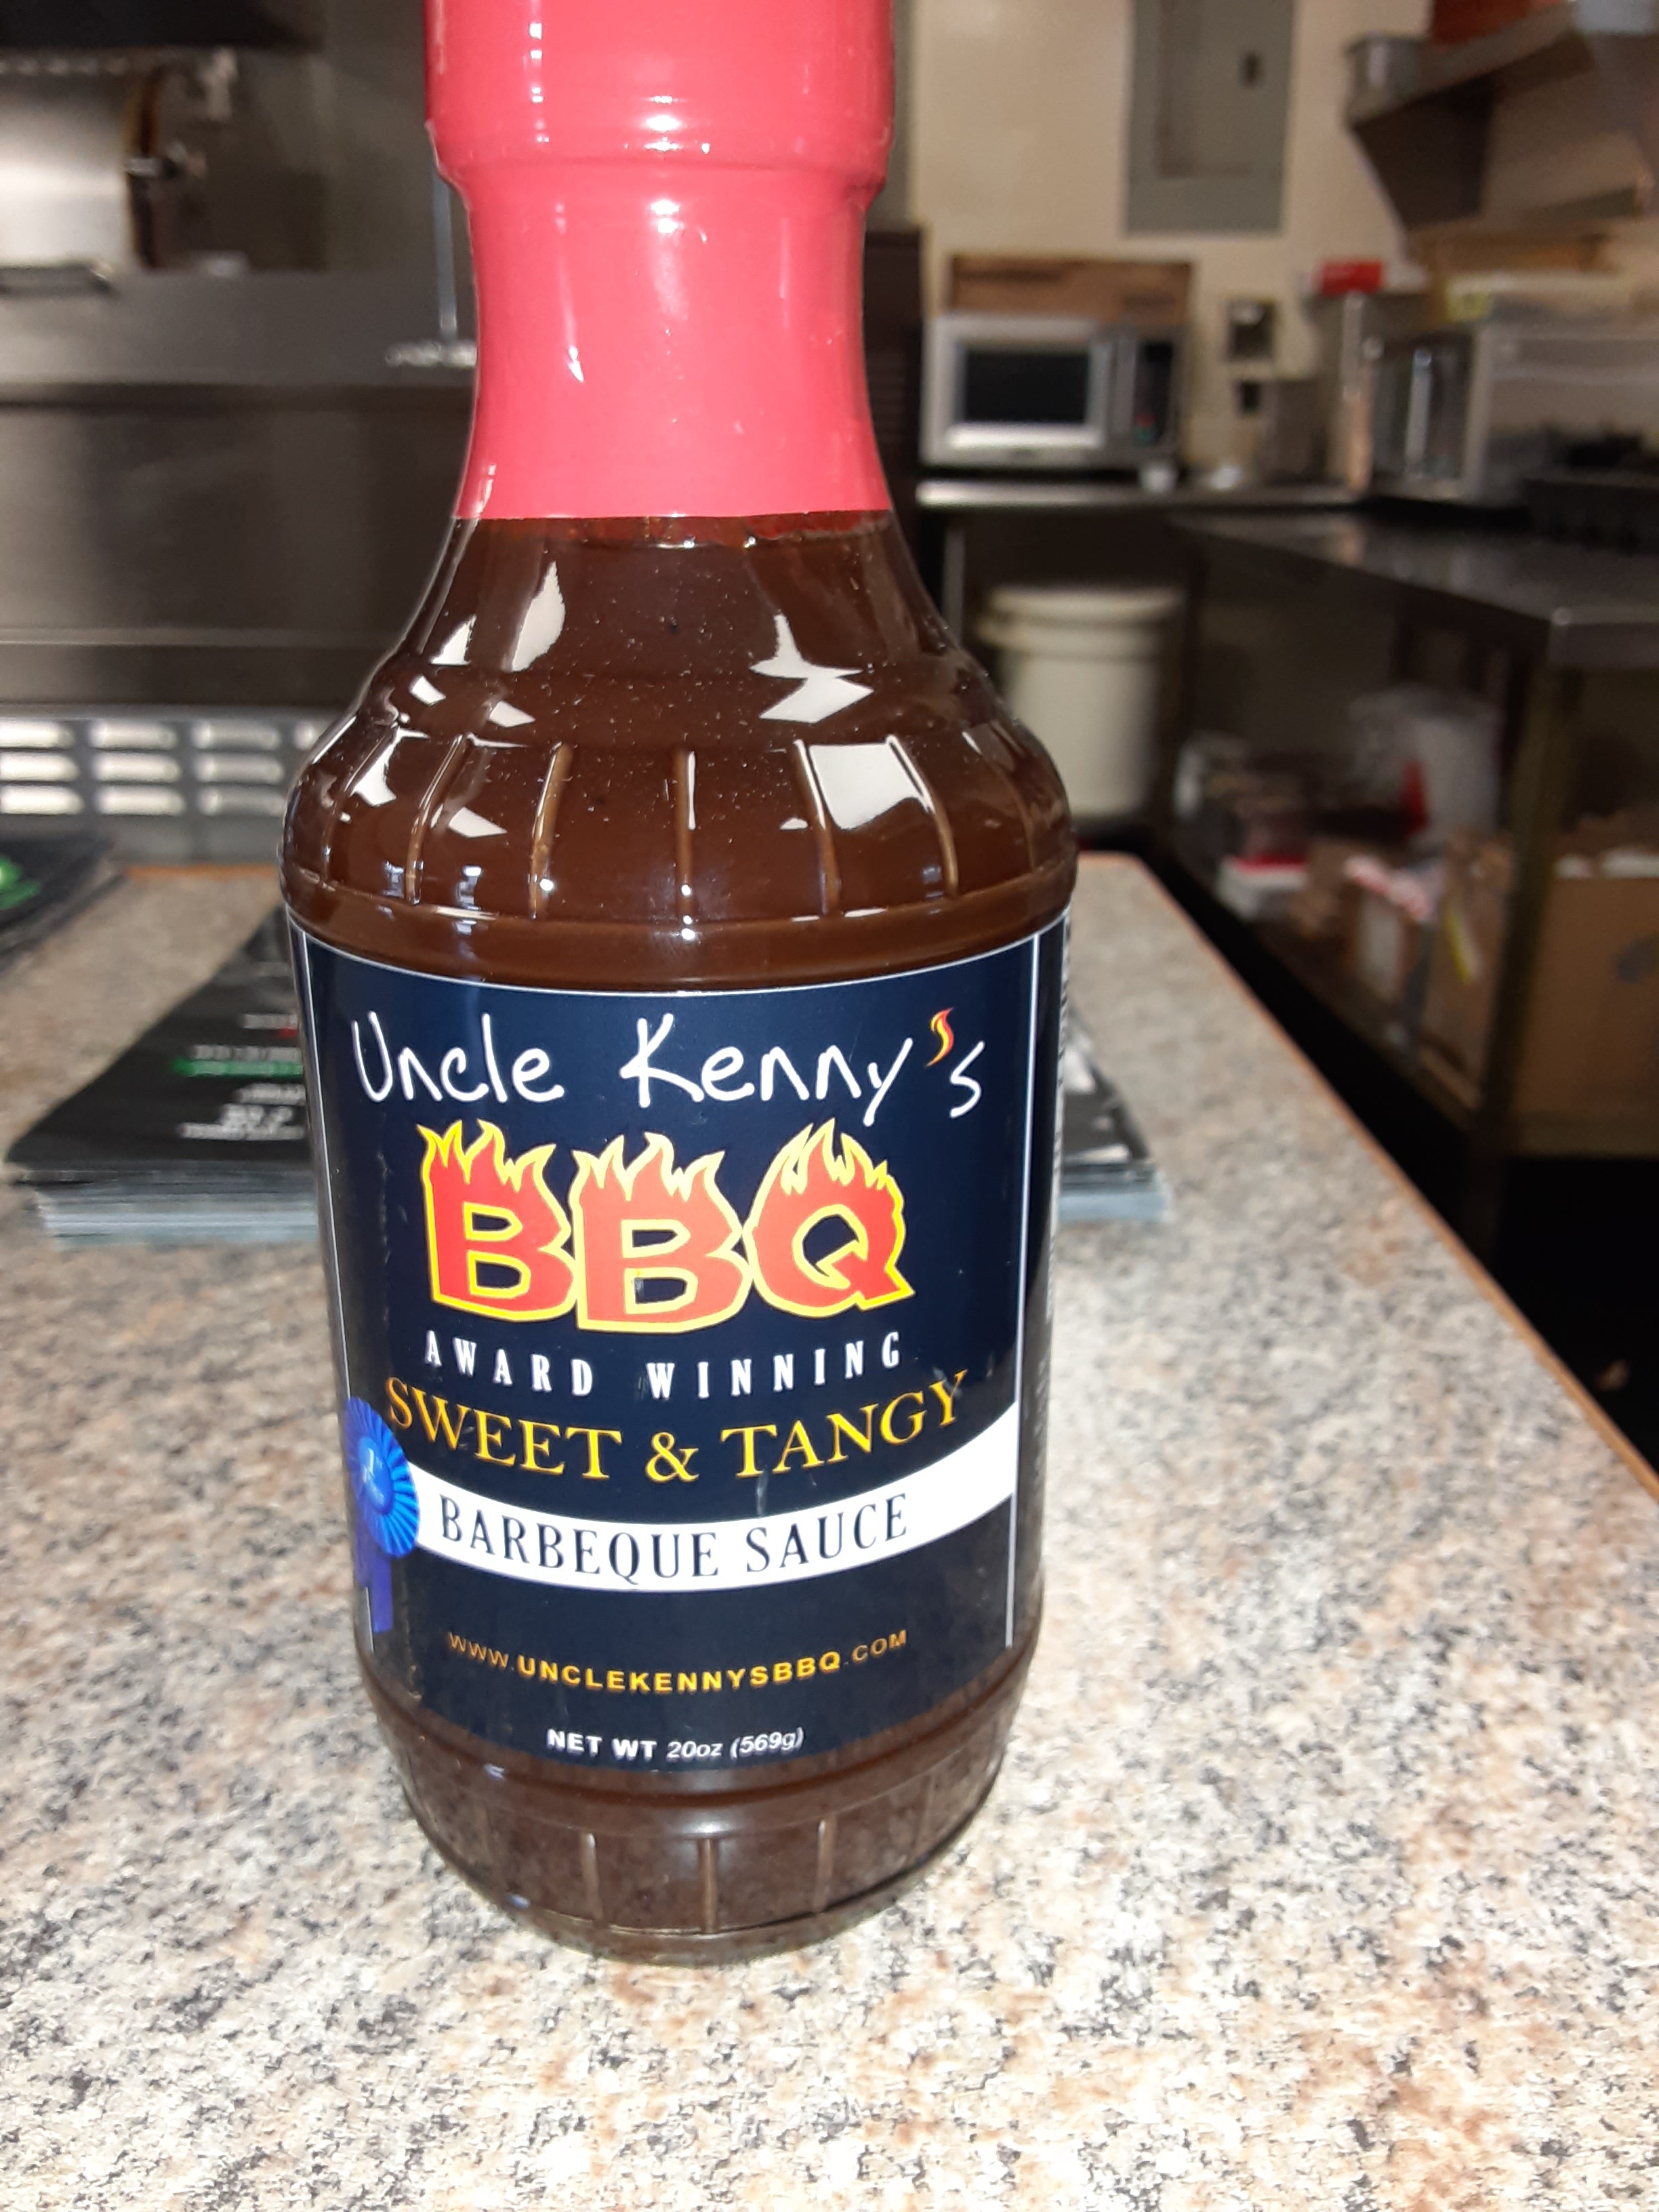 Uncle Kenny's
BBQ
AWARD WINNING
SWEET & TANGY
BARBEQUE SAUCE
WWW.UNCLEKENNYSBBQ.COM
NET WT 20oz (569g)